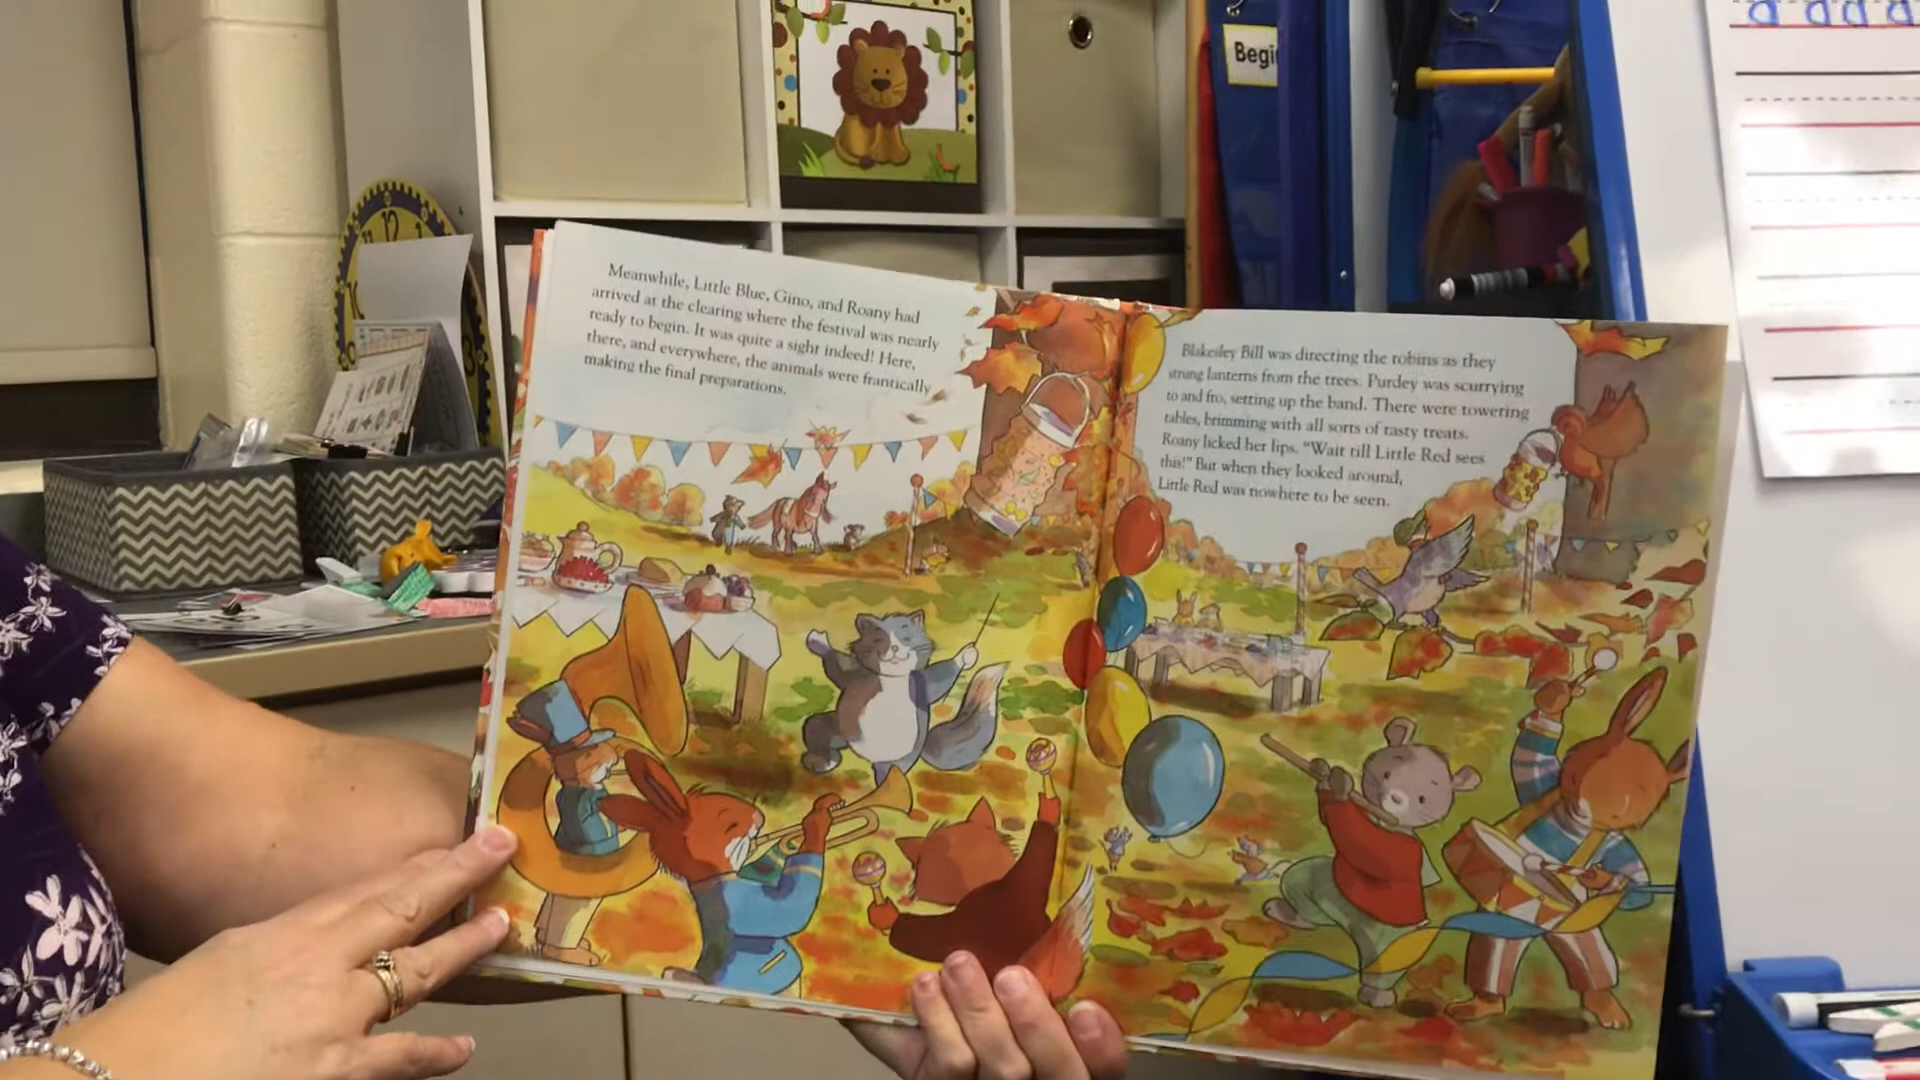 Begi
12
Meanwhile, Little Blue, Gino, and Roany had
arrived at the clearing where the festival was nearly
ready to begin. It was quite a sight indeed! Here,
there, and everywhere, the animals were frantically
making the final preparations.
Blakesley Bill was directing the robins as they
strung lanterns from the trees. Purdey was scurrying
to and fro, setting up the band. There were towering
tables, brimming with all sorts of tasty treats.
Roany licked her lips. “Wait till Little Red sees
this!” But when they looked around,
Little Red was nowhere to be seen.